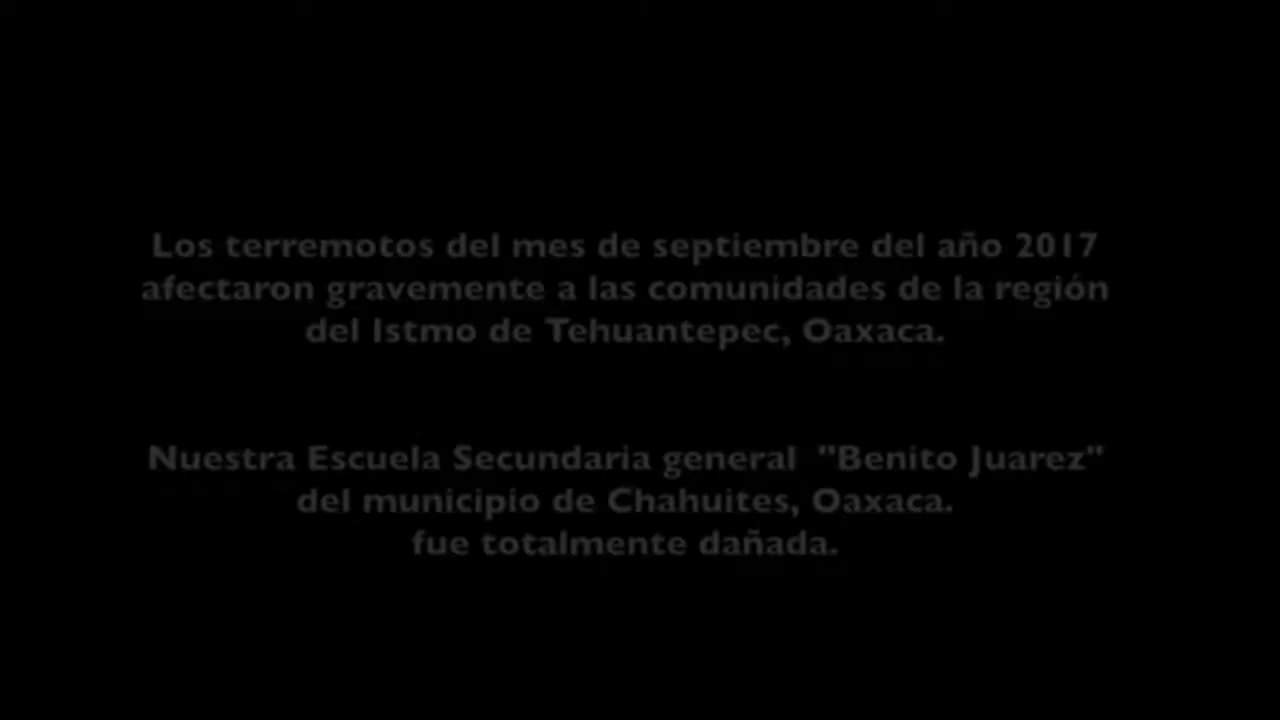 Los terremotos del mes de septiembre del año 2017
afectaron gravemente a las comunidades de la región
del Istmo de Tehuantepec, Oaxaca.
Nuestra Escuela Secundaria general "Benito Juarez"
del municipio de Chahuites, Oaxaca.
fue totalmente dañada.